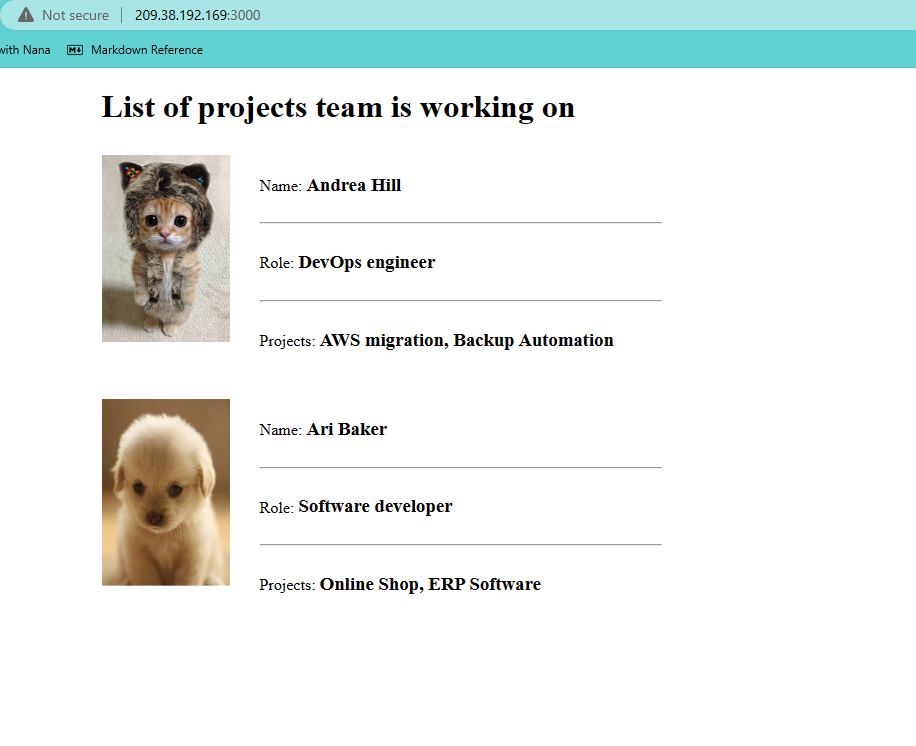 Not secure | 209.38.192.169:3000
with Nana M↓ Markdown Reference
List of projects team is working on
Name: Andrea Hill
Role: DevOps engineer
Projects: AWS migration, Backup Automation
Name: Ari Baker
Role: Software developer
Projects: Online Shop, ERP Software